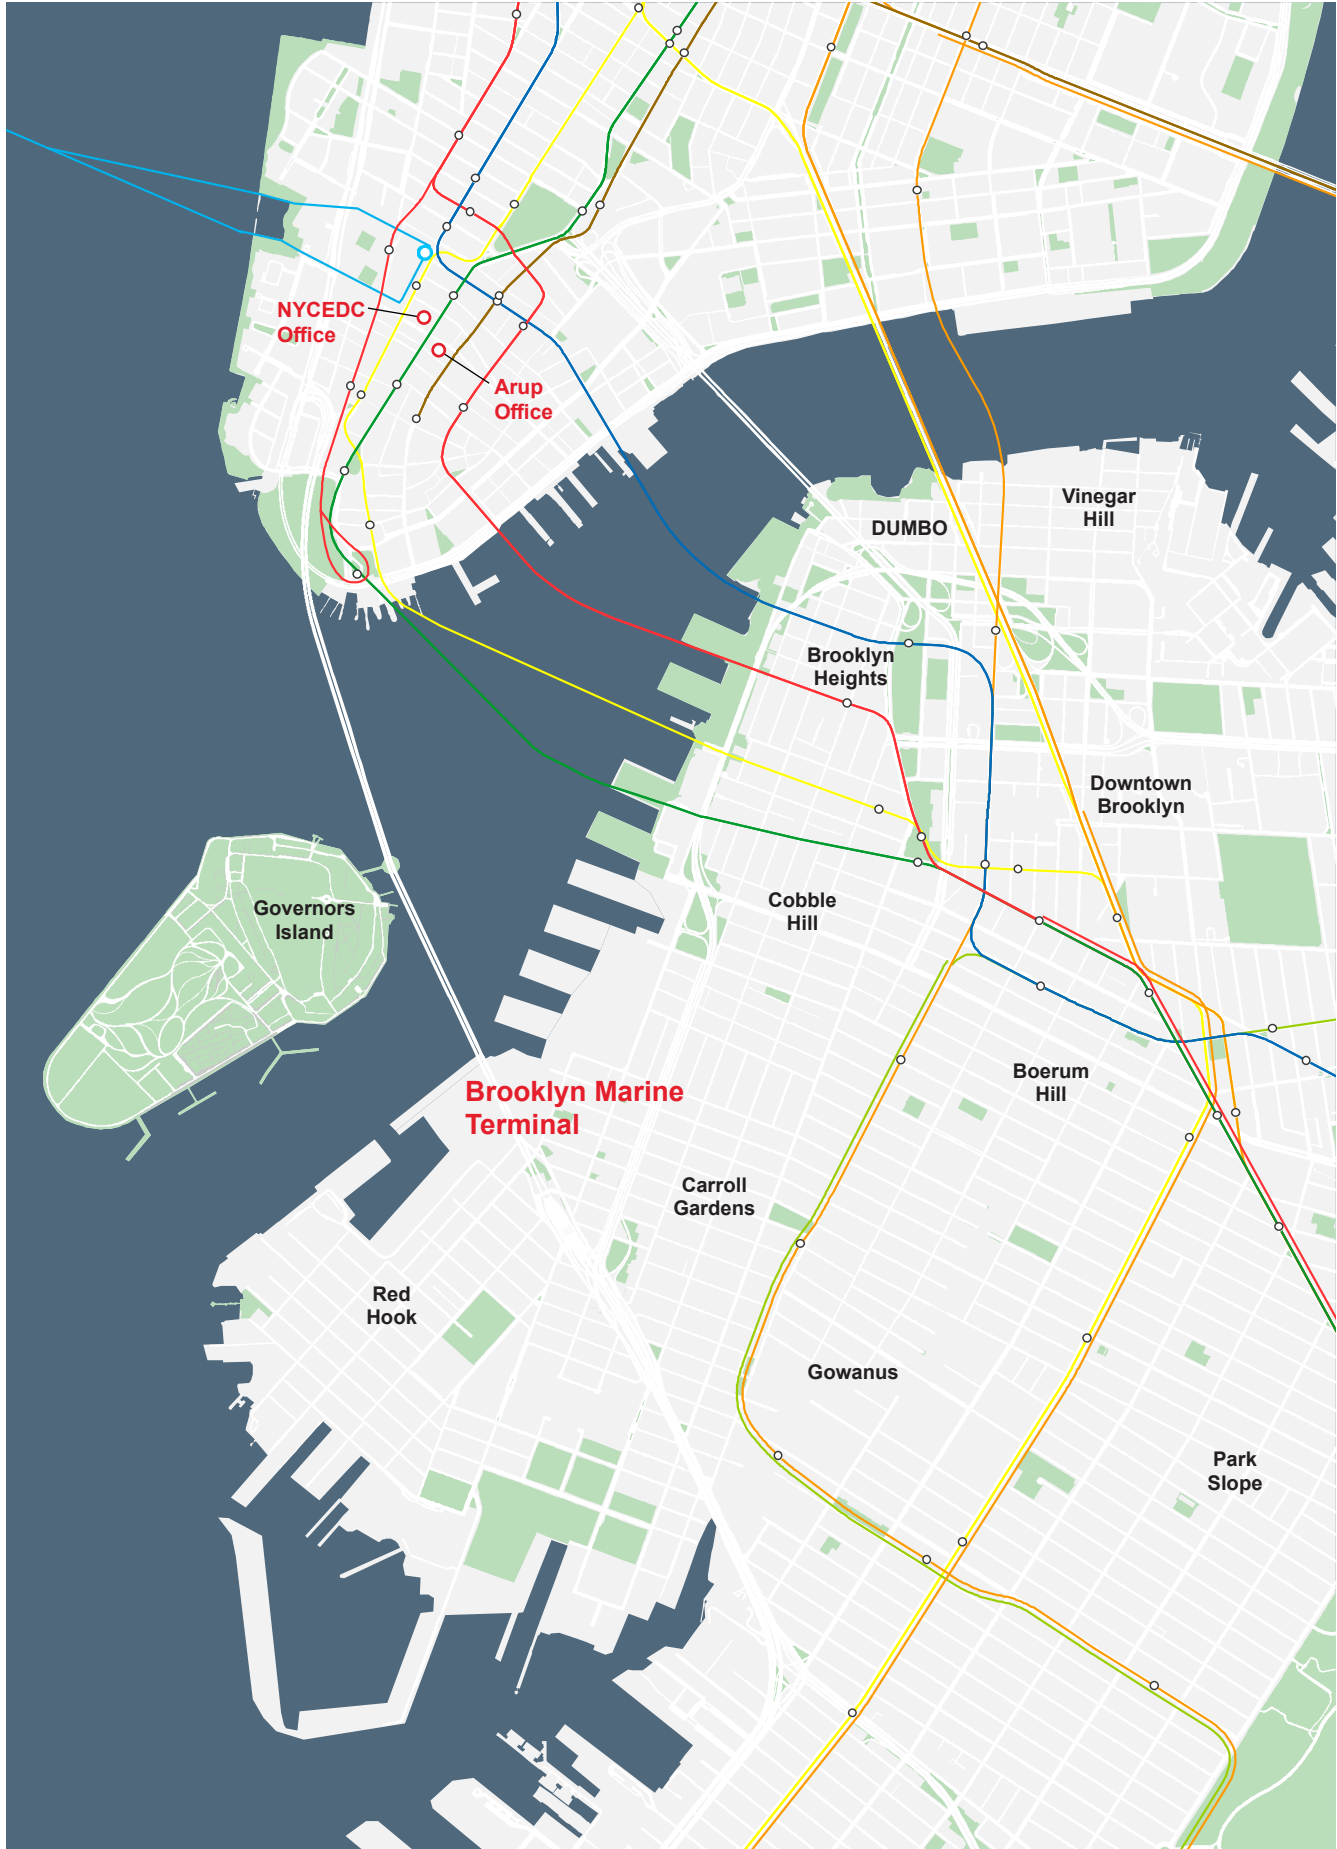 NYCEDC
Office
Arup
Office
Vinegar
Hill
DUMBO
Brooklyn
Heights
Downtown
Brooklyn
Cobble
Hill
Governors
Island
Boerum
Hill
Brooklyn Marine
Terminal
Carroll
Gardens
Red
Hook
Gowanus
Park
Slope